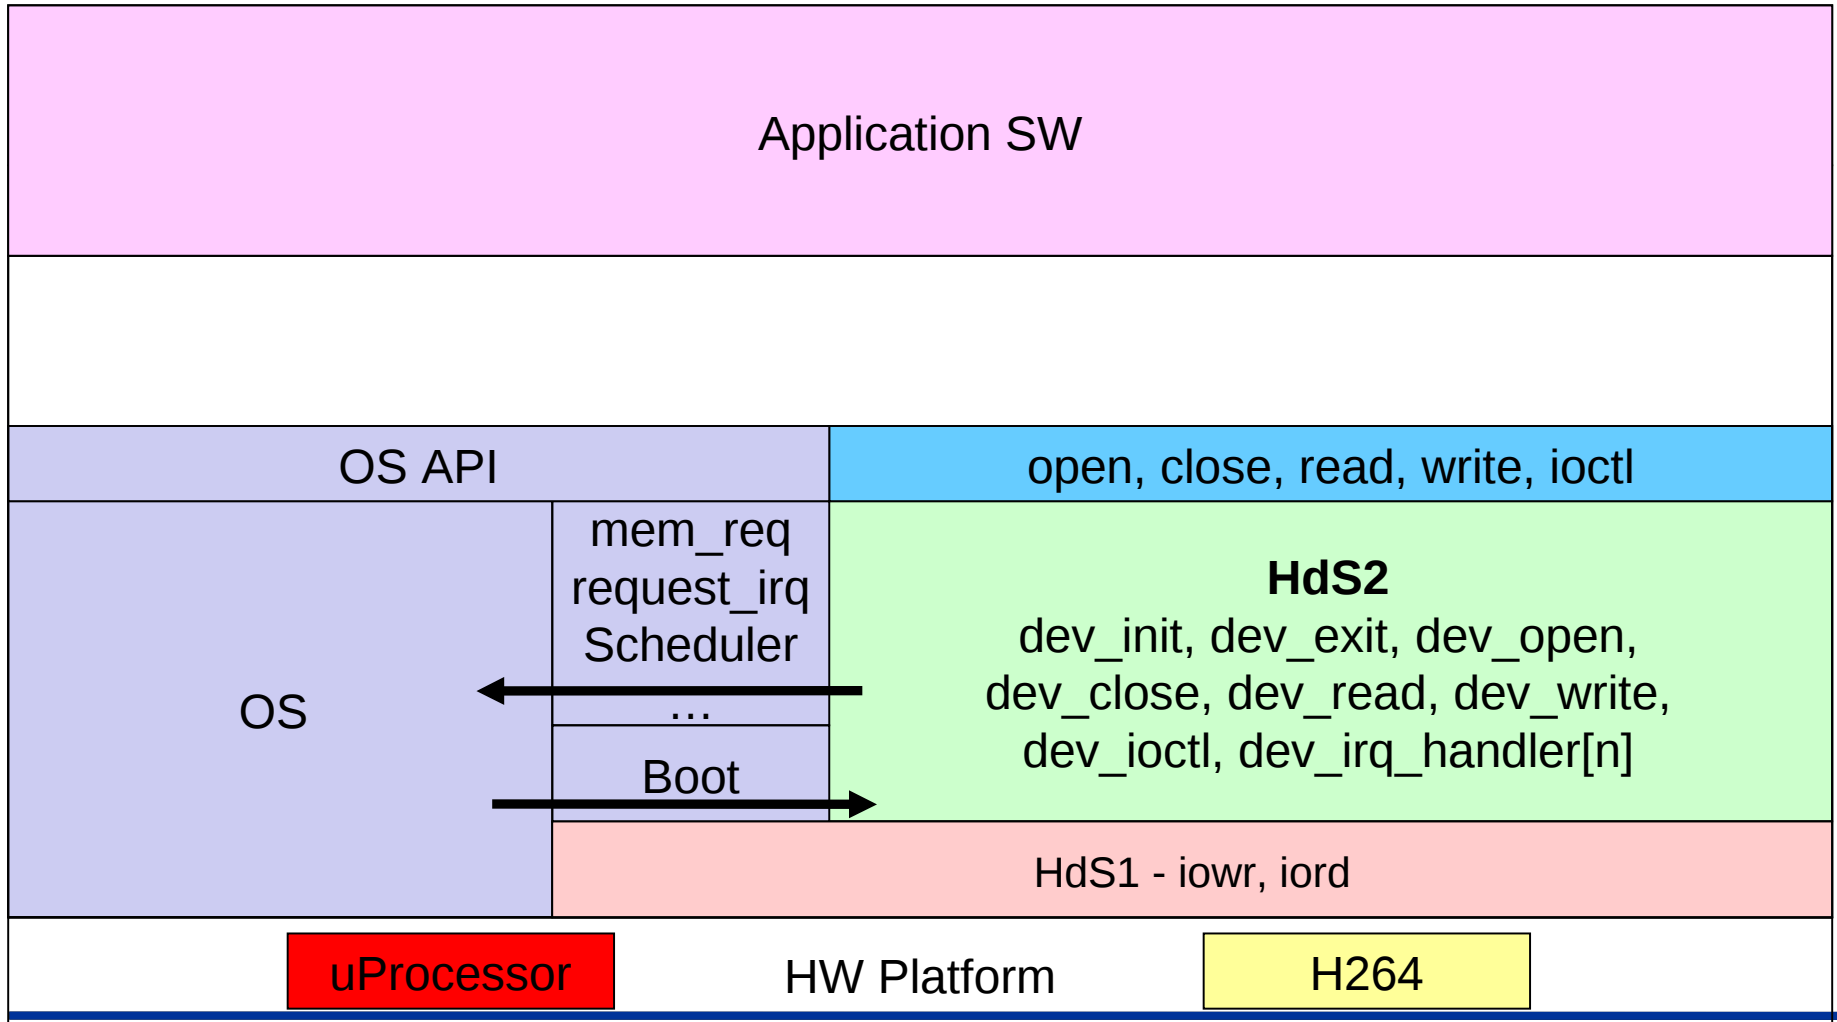 Application SW
OS API
open, close, read, write, ioctl
OS
mem_req
request_irq
Scheduler
…
Boot
HdS2
dev_init, dev_exit, dev_open,
dev_close, dev_read, dev_write,
dev_ioctl, dev_irq_handler[n]
HdS1 - iowr, iord
uProcessor
HW Platform
H264